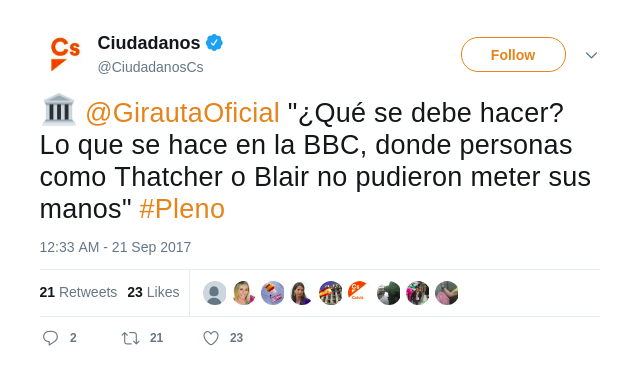 Cs
Ciudadanos
@CiudadanosCs
Follow
@GirautaOficial "¿Qué se debe hacer?
Lo que se hace en la BBC, donde personas
como Thatcher o Blair no pudieron meter sus
manos" #Pleno
12:33 AM - 21 Sep 2017
21 Retweets 23 Likes
Cs
2 21 23